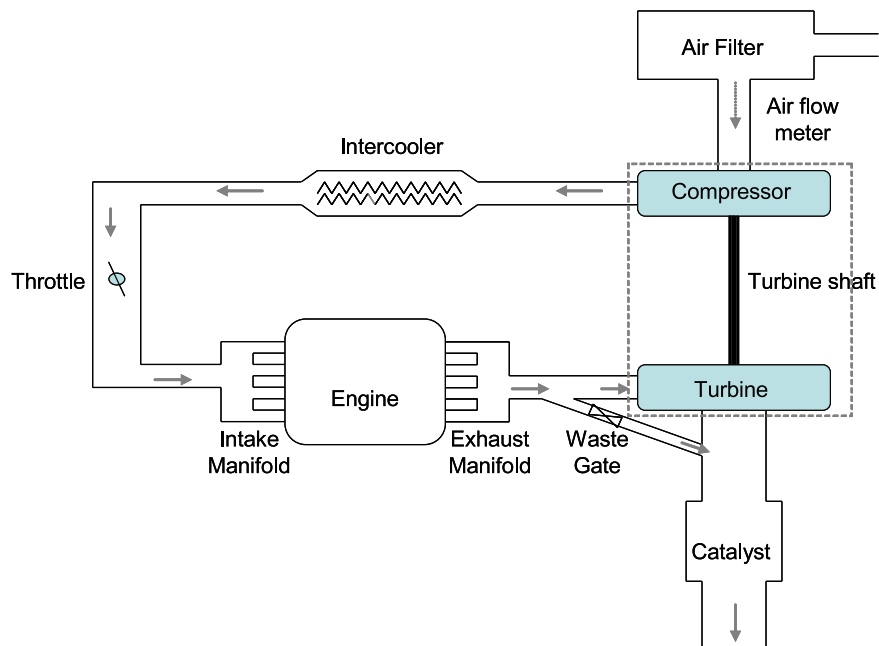 Air Filter
Air flow
meter
Intercooler
Compressor
Throttle
Turbine shaft
Engine
Turbine
Intake
Manifold
Exhaust
Manifold
Waste
Gate
Catalyst